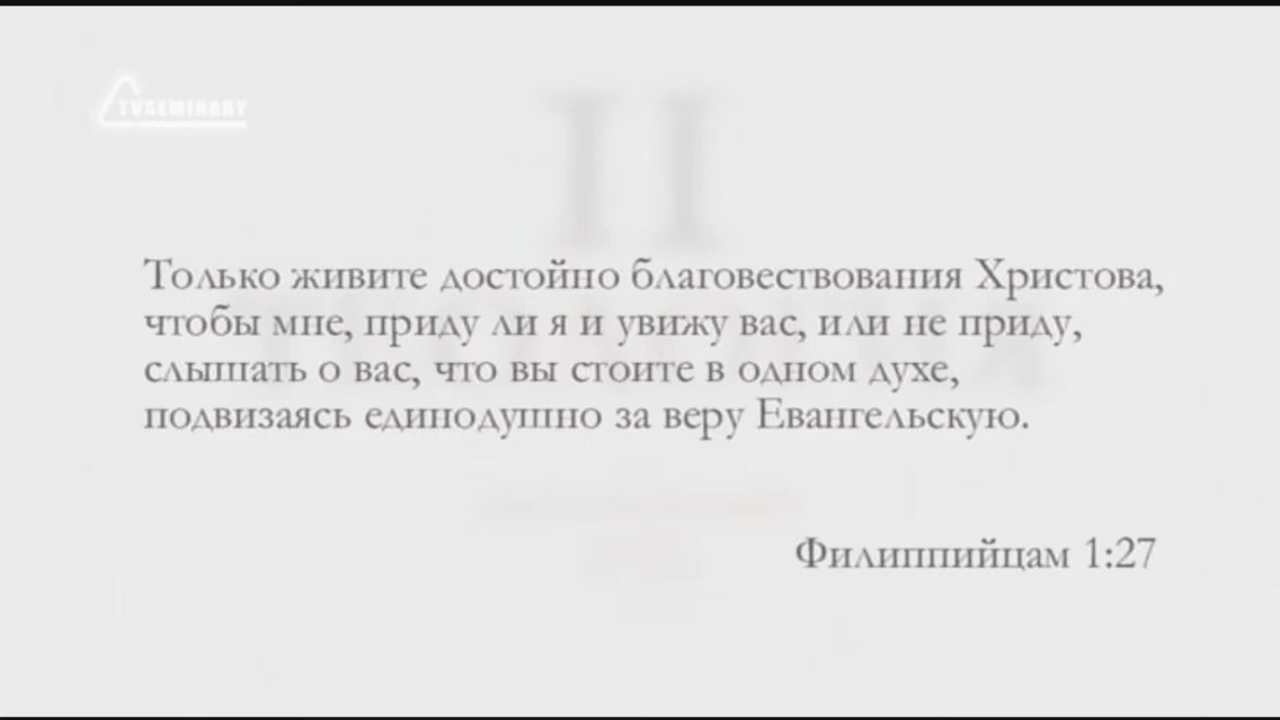 TVSEMINARY
II
Только живите достойно благовествования Христова,
чтобы мне, приду ли я и увижу вас, или не приду,
слышать о вас, что вы стоите в одном духе,
подвизаясь единодушно за веру Евангельскую.
Филиппийцам 1:27